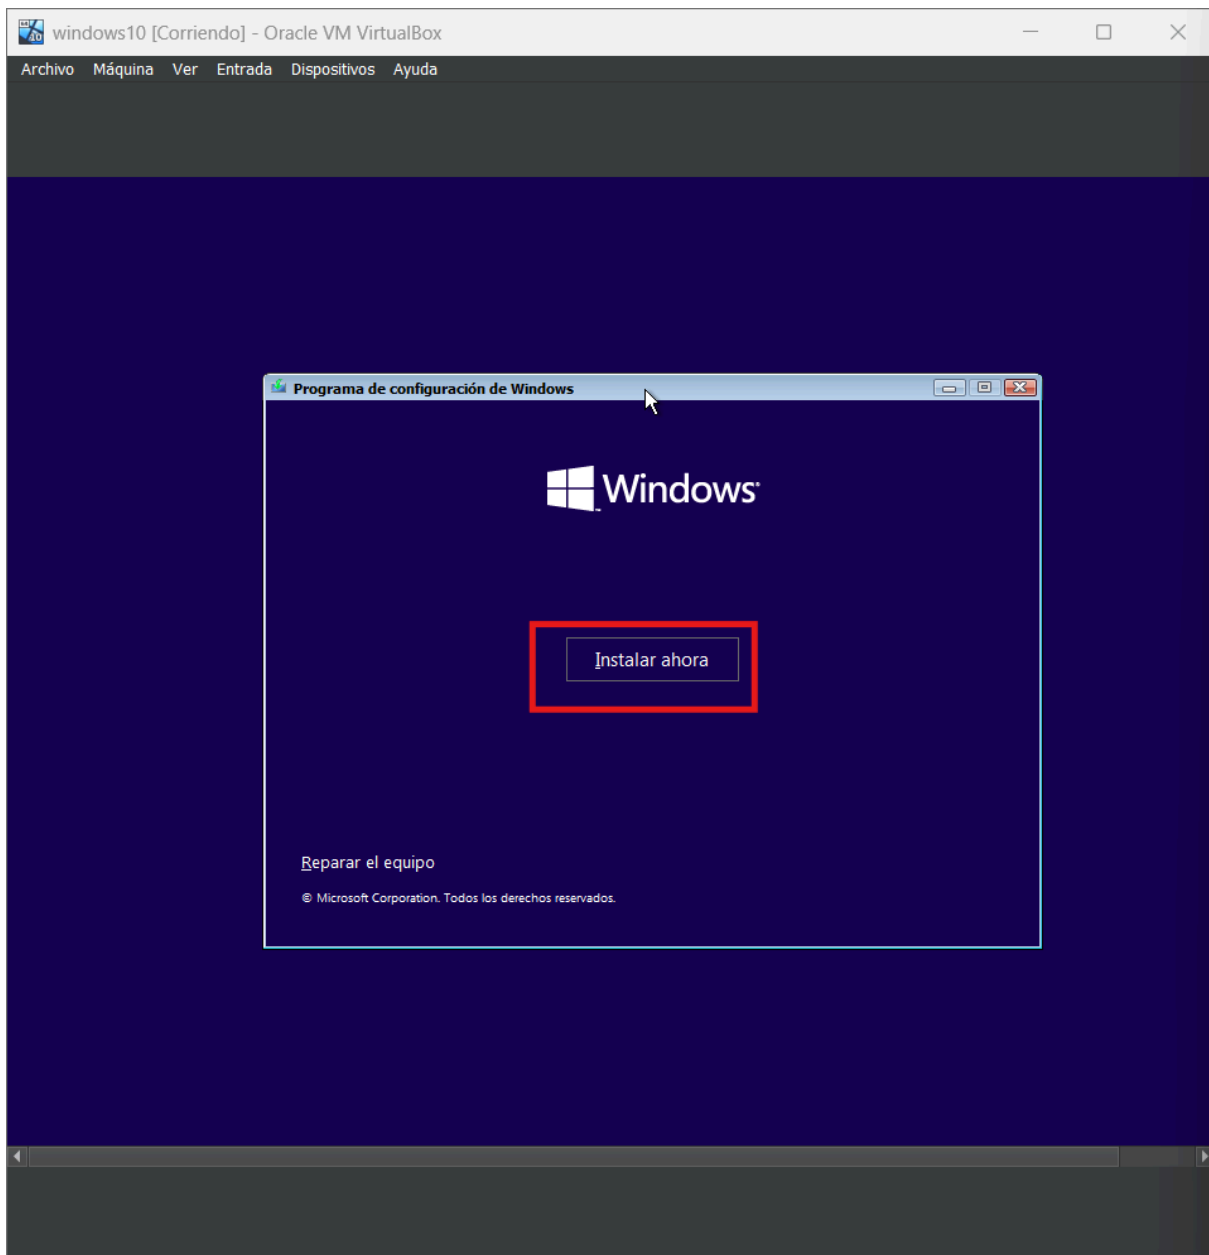 windows10 [Corriendo] - Oracle VM VirtualBox
Archivo Máquina Ver Entrada Dispositivos Ayuda
Programa de configuración de Windows
Windows
Instalar ahora
Reparar el equipo
© Microsoft Corporation. Todos los derechos reservados.